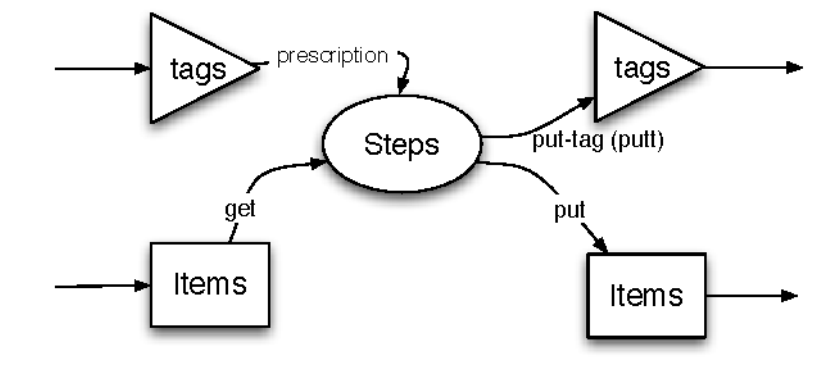 tags
prescription
tags
Steps
put-tag (putt)
get
put
Items
Items